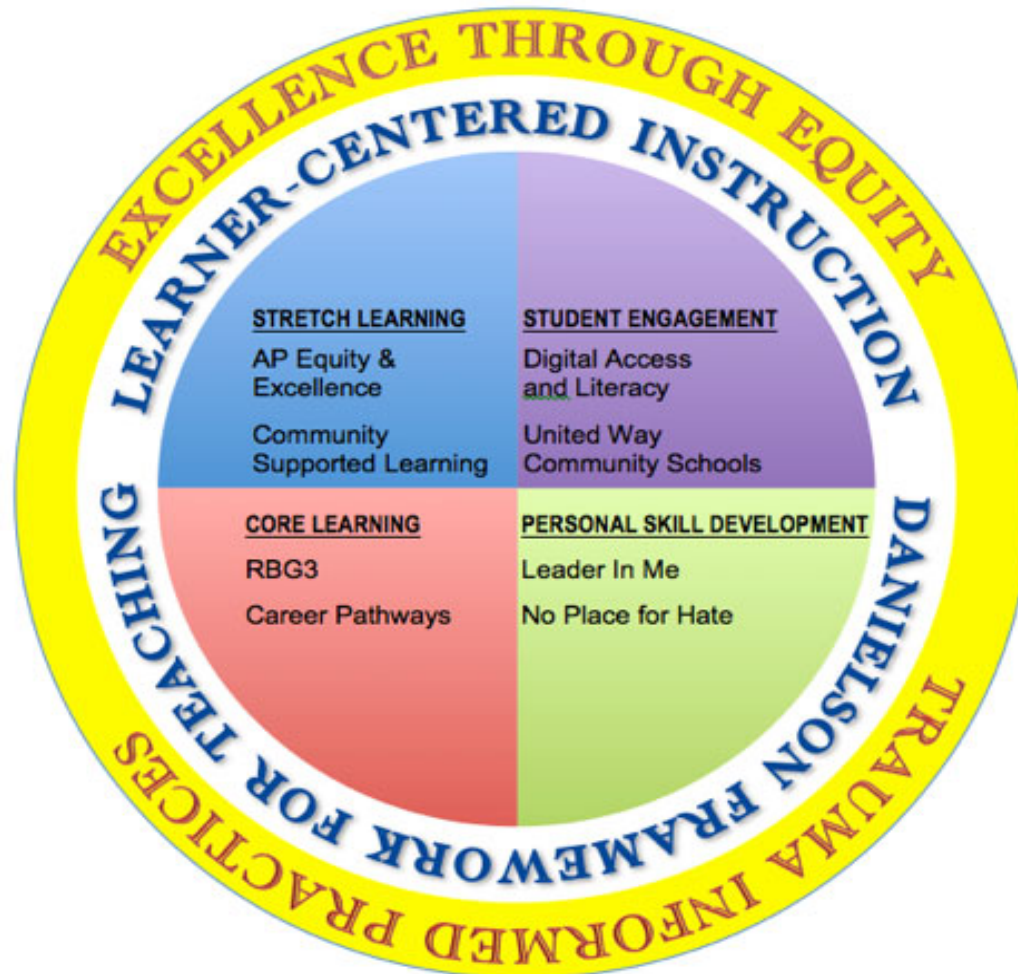 EXCELLENCE THROUGH EQUITY
LEARNER-CENTERED INSTRUCTION
STRETCH LEARNING
AP Equity &
Excellence
Community
Supported Learning
STUDENT ENGAGEMENT
Digital Access
and Literacy
United Way
Community Schools
CORE LEARNING
RBG3
Career Pathways
PERSONAL SKILL DEVELOPMENT
Leader In Me
No Place for Hate
DANIELSON FRAMEWORK FOR TEACHING
TRAUMA INFORMED PRACTICES